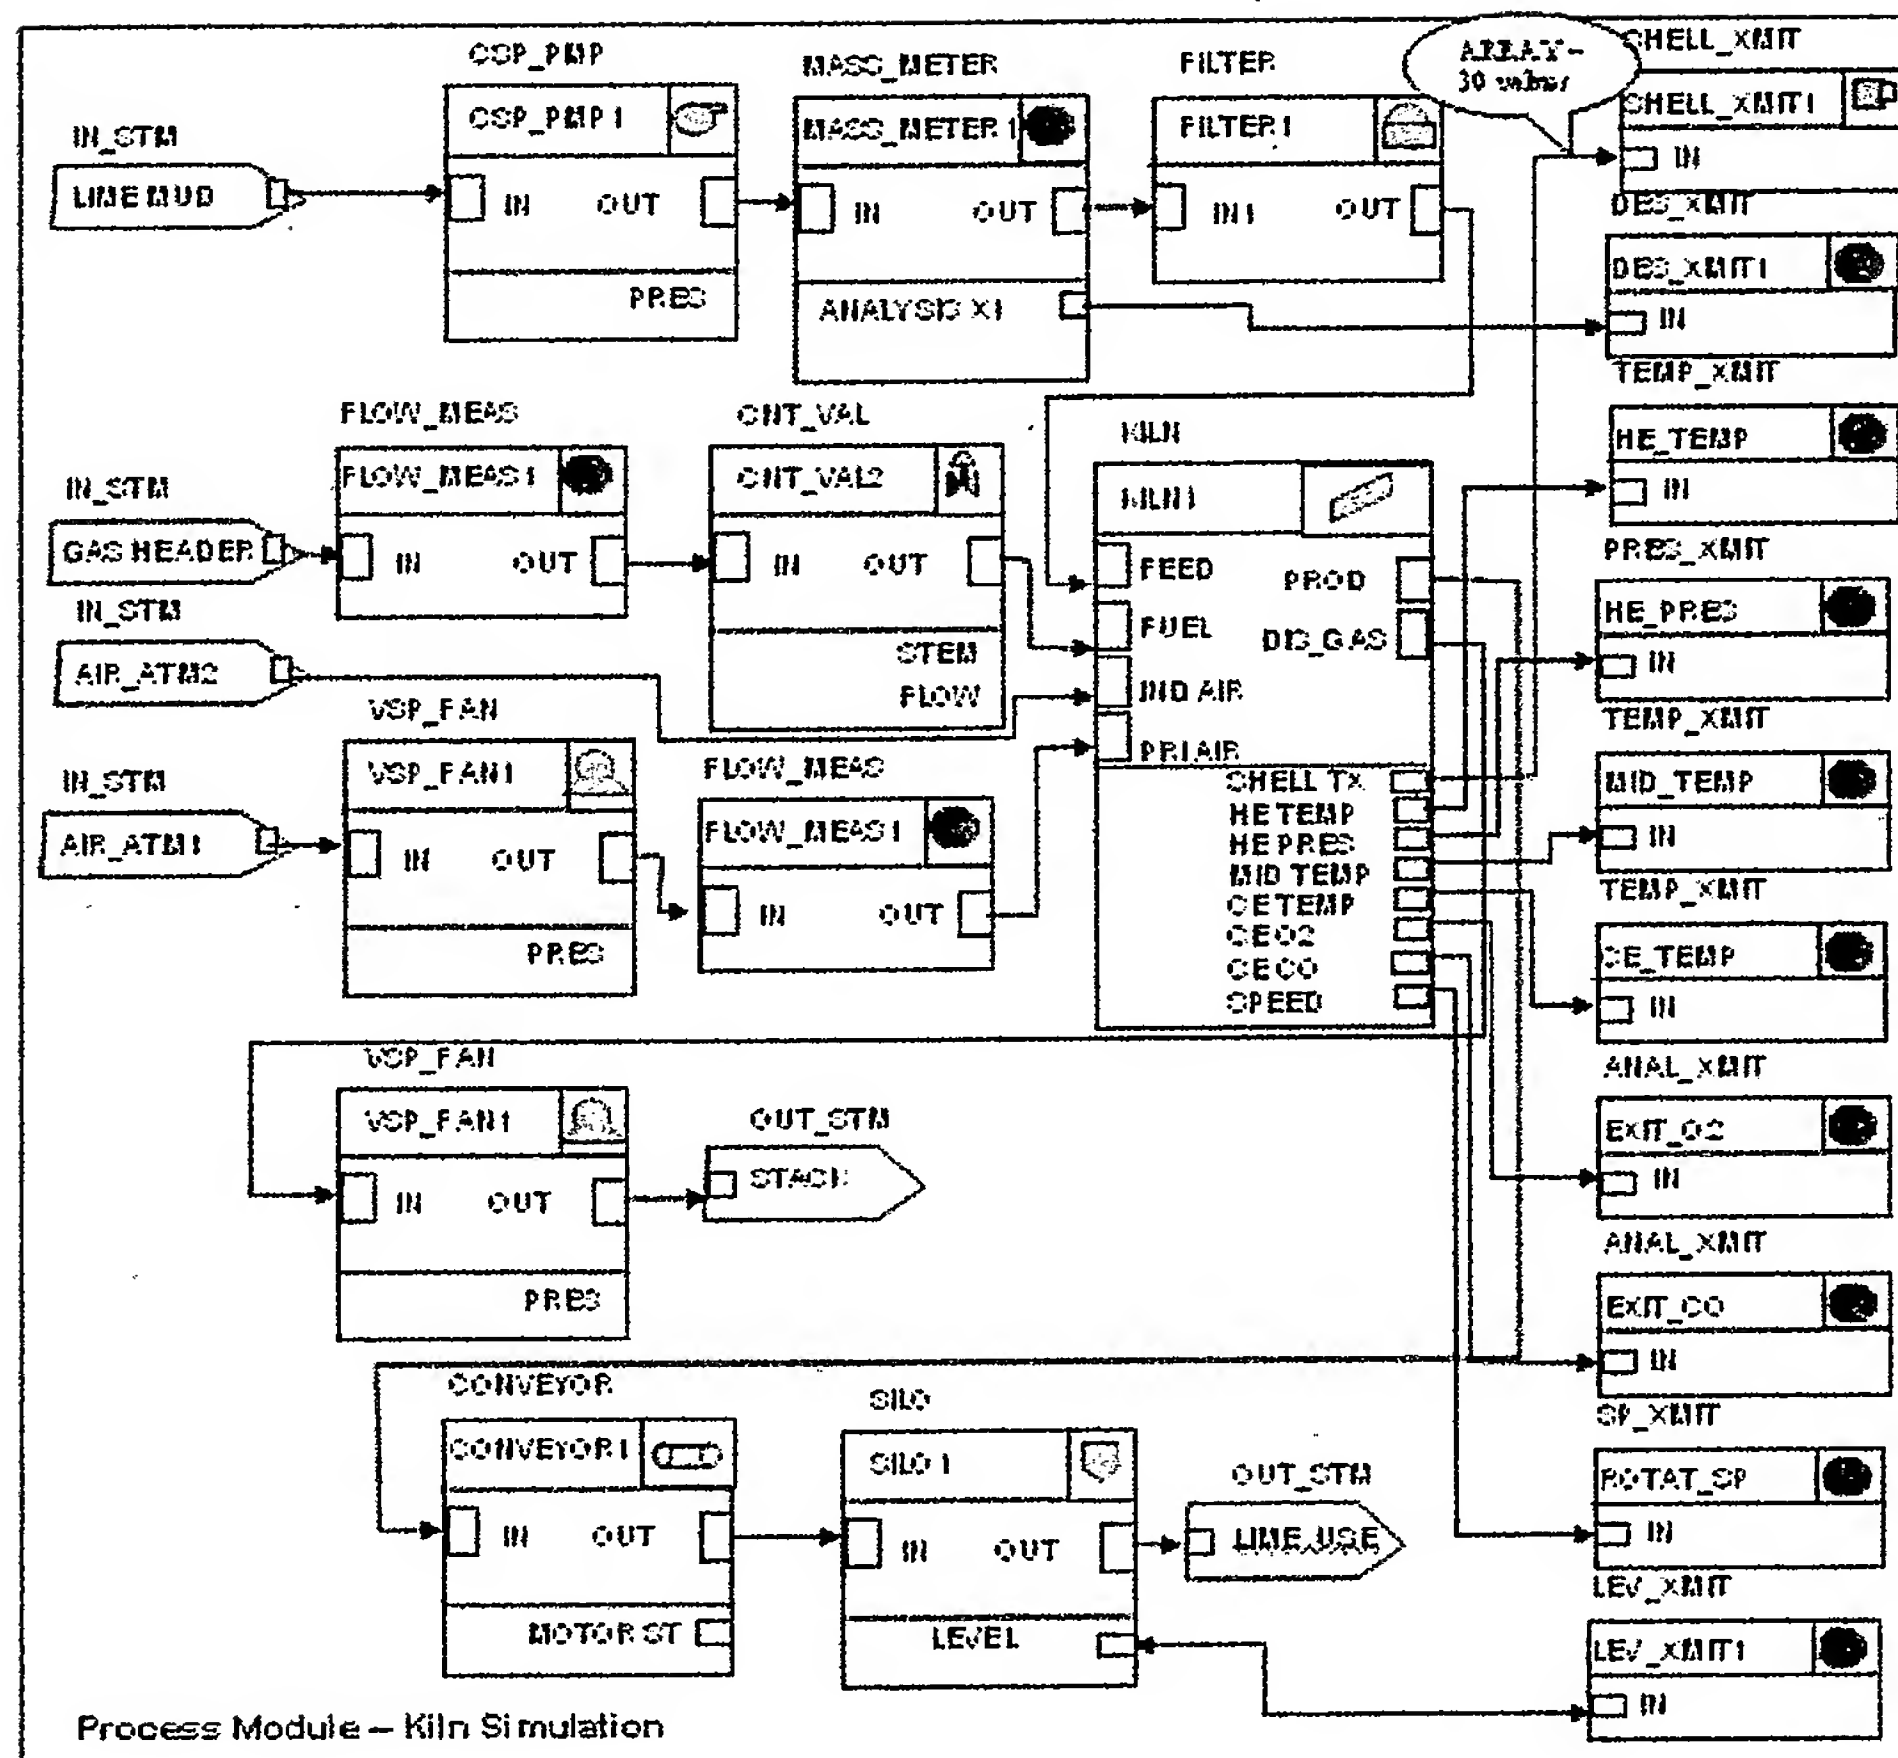 CSP_PMP
MASS_METER
FILTER
ARRAY –
30 values
SHELL_XMIT
CSP_PMP1
MASS_METER1
FILTER1
SHELL_XMIT1
IN_STM
LIME MUD
IN OUT
IN OUT
IN1 OUT
IN
DES_XMIT
PRES
ANALYSIS X1
DES_XMIT1
IN
TEMP_XMIT
FLOW_MEAS
CNT_VAL
KILN
HE_TEMP
IN_STM
FLOW_MEAS1
CNT_VAL2
KILN1
IN
GAS HEADER
IN OUT
IN OUT
FEED PROD
PRES_XMIT
IN_STM
FUEL DIS_GAS
HE_PRES
AIR_ATM2
STEM
FLOW
IND AIR
IN
VSP_FAN
PRI AIR
TEMP_XMIT
IN_STM
VSP_FAN1
FLOW_MEAS
SHELL TX
MID_TEMP
AIR_ATM1
IN OUT
FLOW_MEAS1
HE TEMP
HE PRES
MID TEMP
CE TEMP
CE O2
CE CO
SPEED
IN
TEMP_XMIT
IN OUT
PRES
CE_TEMP
IN
VSP_FAN
ANAL_XMIT
VSP_FAN1
OUT_STM
EXIT_O2
IN OUT
STACK
IN
ANAL_XMIT
PRES
EXIT_CO
IN
CONVEYOR
SILO
SP_XMIT
CONVEYOR1
SILO 1
OUT_STM
ROTAT_SP
IN OUT
IN OUT
LIME_USE
IN
LEV_XMIT
MOTOR ST
LEVEL
LEV_XMIT1
IN
Process Module – Kiln Simulation